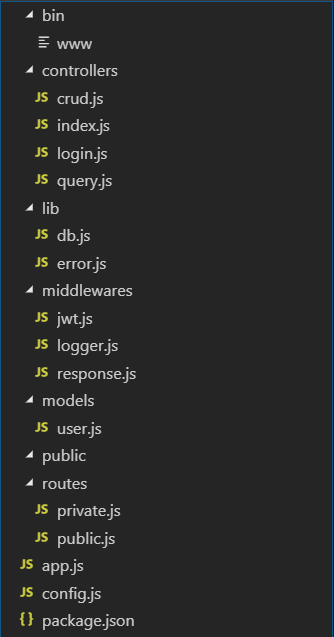 bin
www
controllers
JS crud.js
JS index.js
JS login.js
JS query.js
lib
JS db.js
JS error.js
middlewares
JS jwt.js
JS logger.js
JS response.js
models
JS user.js
public
routes
JS private.js
JS public.js
JS app.js
JS config.js
{} package.json